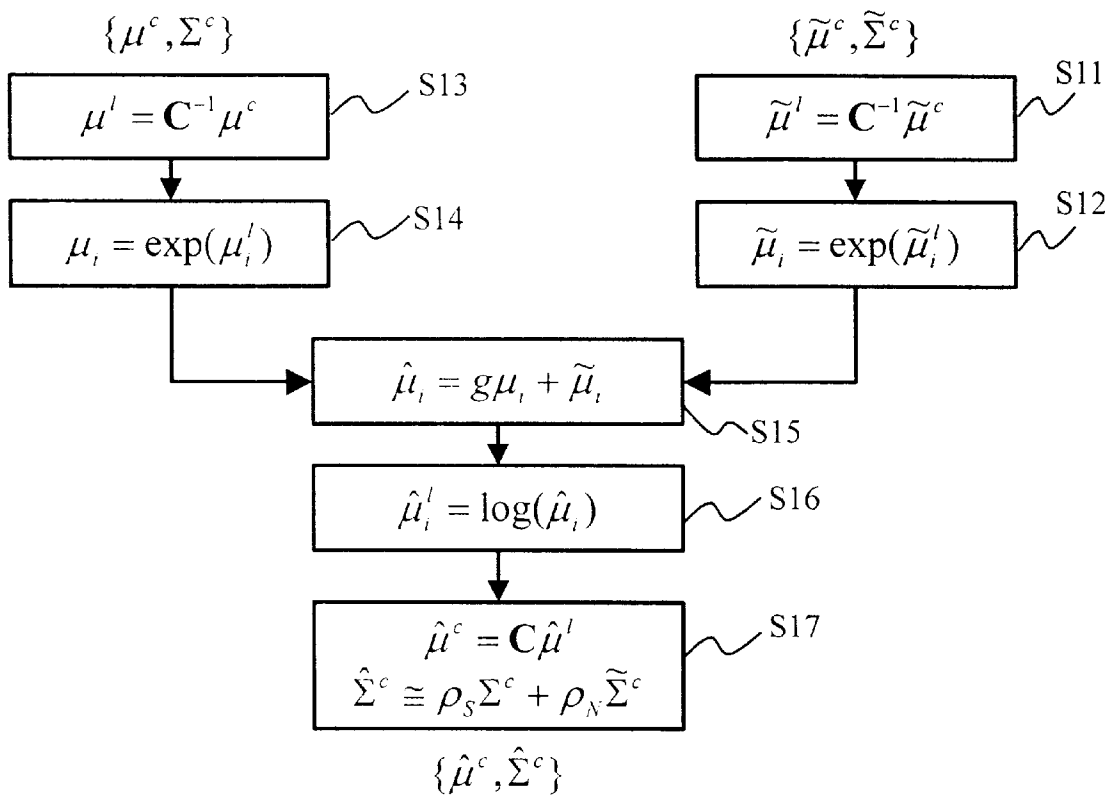 {μ^c, Σ^c}
{μ̃^c, Σ̃^c}
μ^l = C^{-1} μ^c
S13
μ̃^l = C^{-1} μ̃^c
S11
μ_i = exp(μ_i^l)
S14
μ̃_i = exp(μ̃_i^l)
S12
μ̂_i = gμ_i + μ̃_i
S15
μ̂_i^l = log(μ̂_i)
S16
μ̂^c = Cμ̂^l
Σ̂^c ≅ ρ_S Σ^c + ρ_N Σ̃^c
S17
{μ̂^c, Σ̂^c}